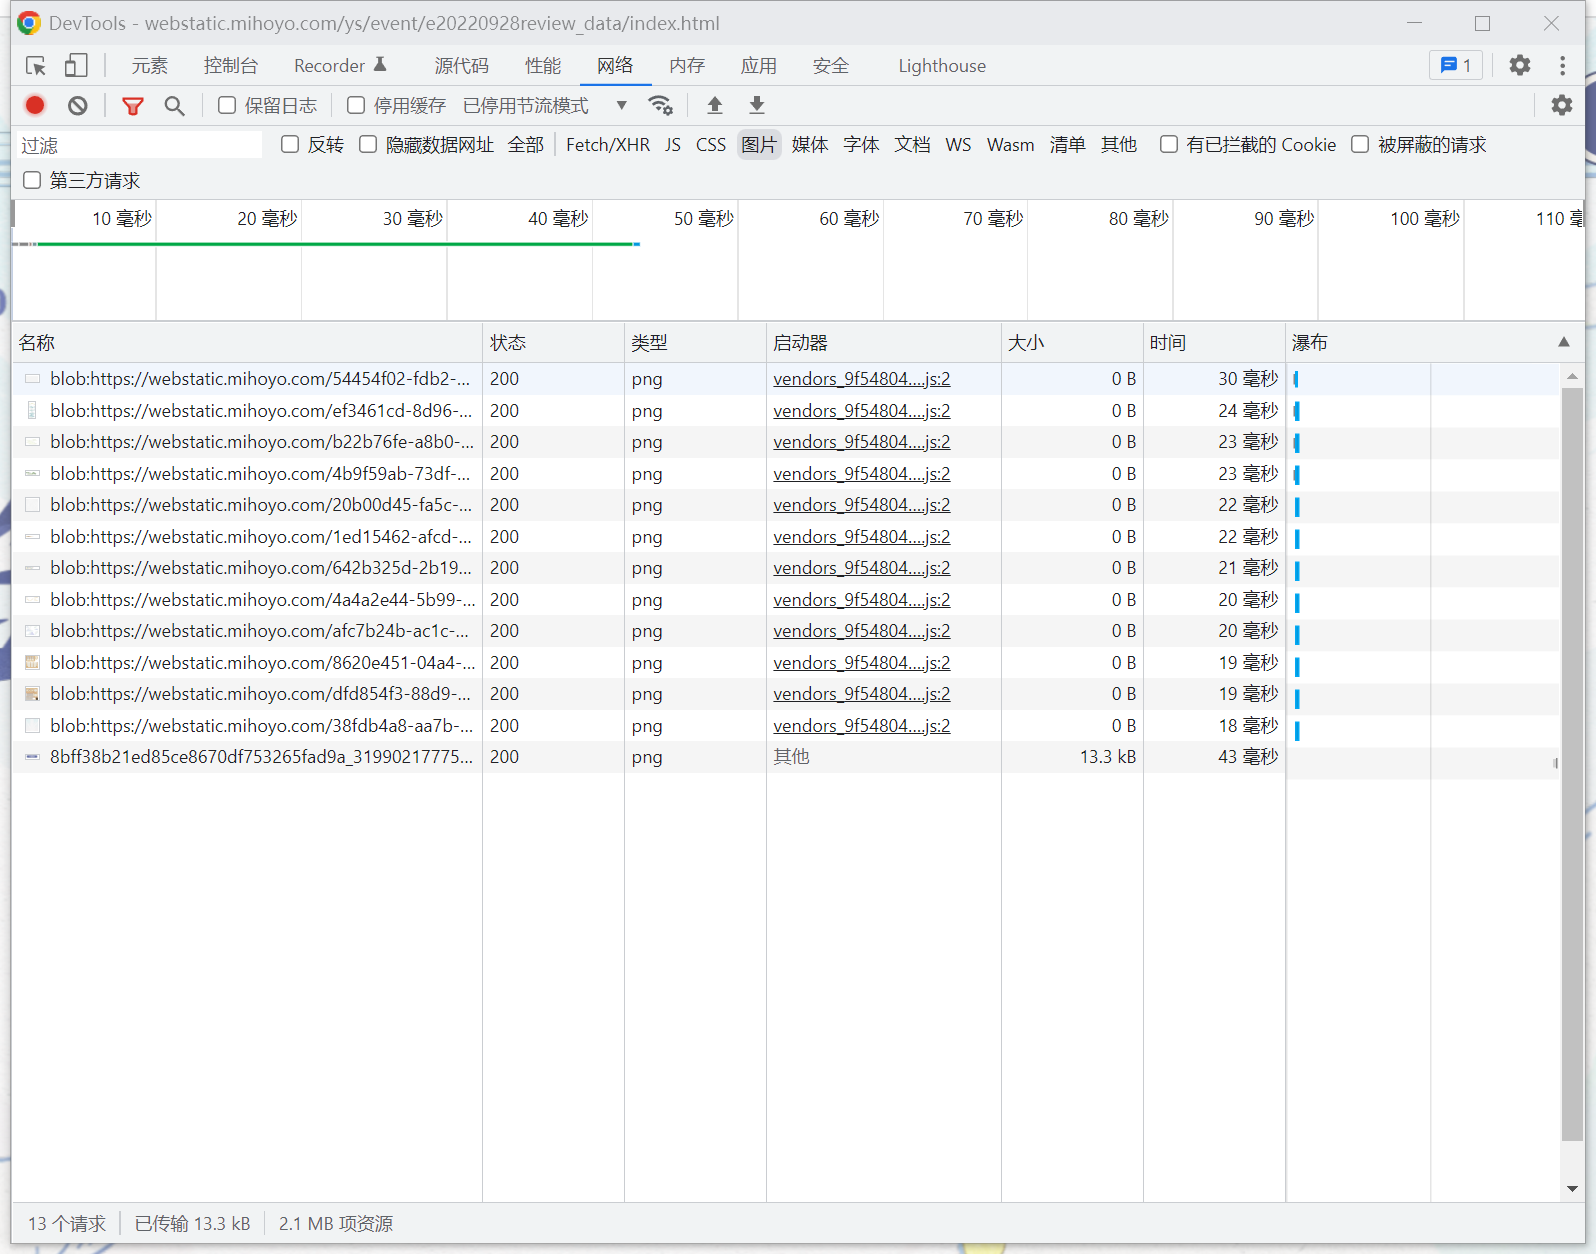 DevTools - webstatic.mihoyo.com/ys/event/e20220928review_data/index.html
元素 控制台 Recorder 源代码 性能 网络 内存 应用 安全 Lighthouse 1
保留日志 停用缓存 已停用节流模式
过滤 反转 隐藏数据网址 全部 Fetch/XHR JS CSS 图片 媒体 字体 文档 WS Wasm 清单 其他 有已拦截的 Cookie 被屏蔽的请求
第三方请求
10 毫秒 20 毫秒 30 毫秒 40 毫秒 50 毫秒 60 毫秒 70 毫秒 80 毫秒 90 毫秒 100 毫秒 110 毫
名称 状态 类型 启动器 大小 时间 瀑布
blob:https://webstatic.mihoyo.com/54454f02-fdb2-... 200 png vendors_9f54804....js:2 0 B 30 毫秒
blob:https://webstatic.mihoyo.com/ef3461cd-8d96-... 200 png vendors_9f54804....js:2 0 B 24 毫秒
blob:https://webstatic.mihoyo.com/b22b76fe-a8b0-... 200 png vendors_9f54804....js:2 0 B 23 毫秒
blob:https://webstatic.mihoyo.com/4b9f59ab-73df-... 200 png vendors_9f54804....js:2 0 B 23 毫秒
blob:https://webstatic.mihoyo.com/20b00d45-fa5c-... 200 png vendors_9f54804....js:2 0 B 22 毫秒
blob:https://webstatic.mihoyo.com/1ed15462-afcd-... 200 png vendors_9f54804....js:2 0 B 22 毫秒
blob:https://webstatic.mihoyo.com/642b325d-2b19... 200 png vendors_9f54804....js:2 0 B 21 毫秒
blob:https://webstatic.mihoyo.com/4a4a2e44-5b99-... 200 png vendors_9f54804....js:2 0 B 20 毫秒
blob:https://webstatic.mihoyo.com/afc7b24b-ac1c-... 200 png vendors_9f54804....js:2 0 B 20 毫秒
blob:https://webstatic.mihoyo.com/8620e451-04a4-... 200 png vendors_9f54804....js:2 0 B 19 毫秒
blob:https://webstatic.mihoyo.com/dfd854f3-88d9-... 200 png vendors_9f54804....js:2 0 B 19 毫秒
blob:https://webstatic.mihoyo.com/38fdb4a8-aa7b-... 200 png vendors_9f54804....js:2 0 B 18 毫秒
8bff38b21ed85ce8670df753265fad9a_31990217775... 200 png 其他 13.3 kB 43 毫秒
13 个请求 已传输 13.3 kB 2.1 MB 项资源